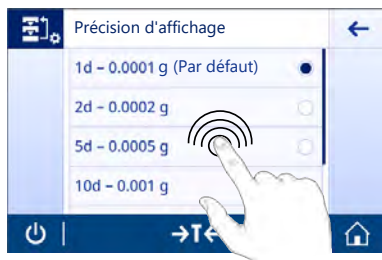 Précision d'affichage
1d – 0.0001 g (Par défaut)
2d – 0.0002 g
5d – 0.0005 g
10d – 0.001 g
→T←